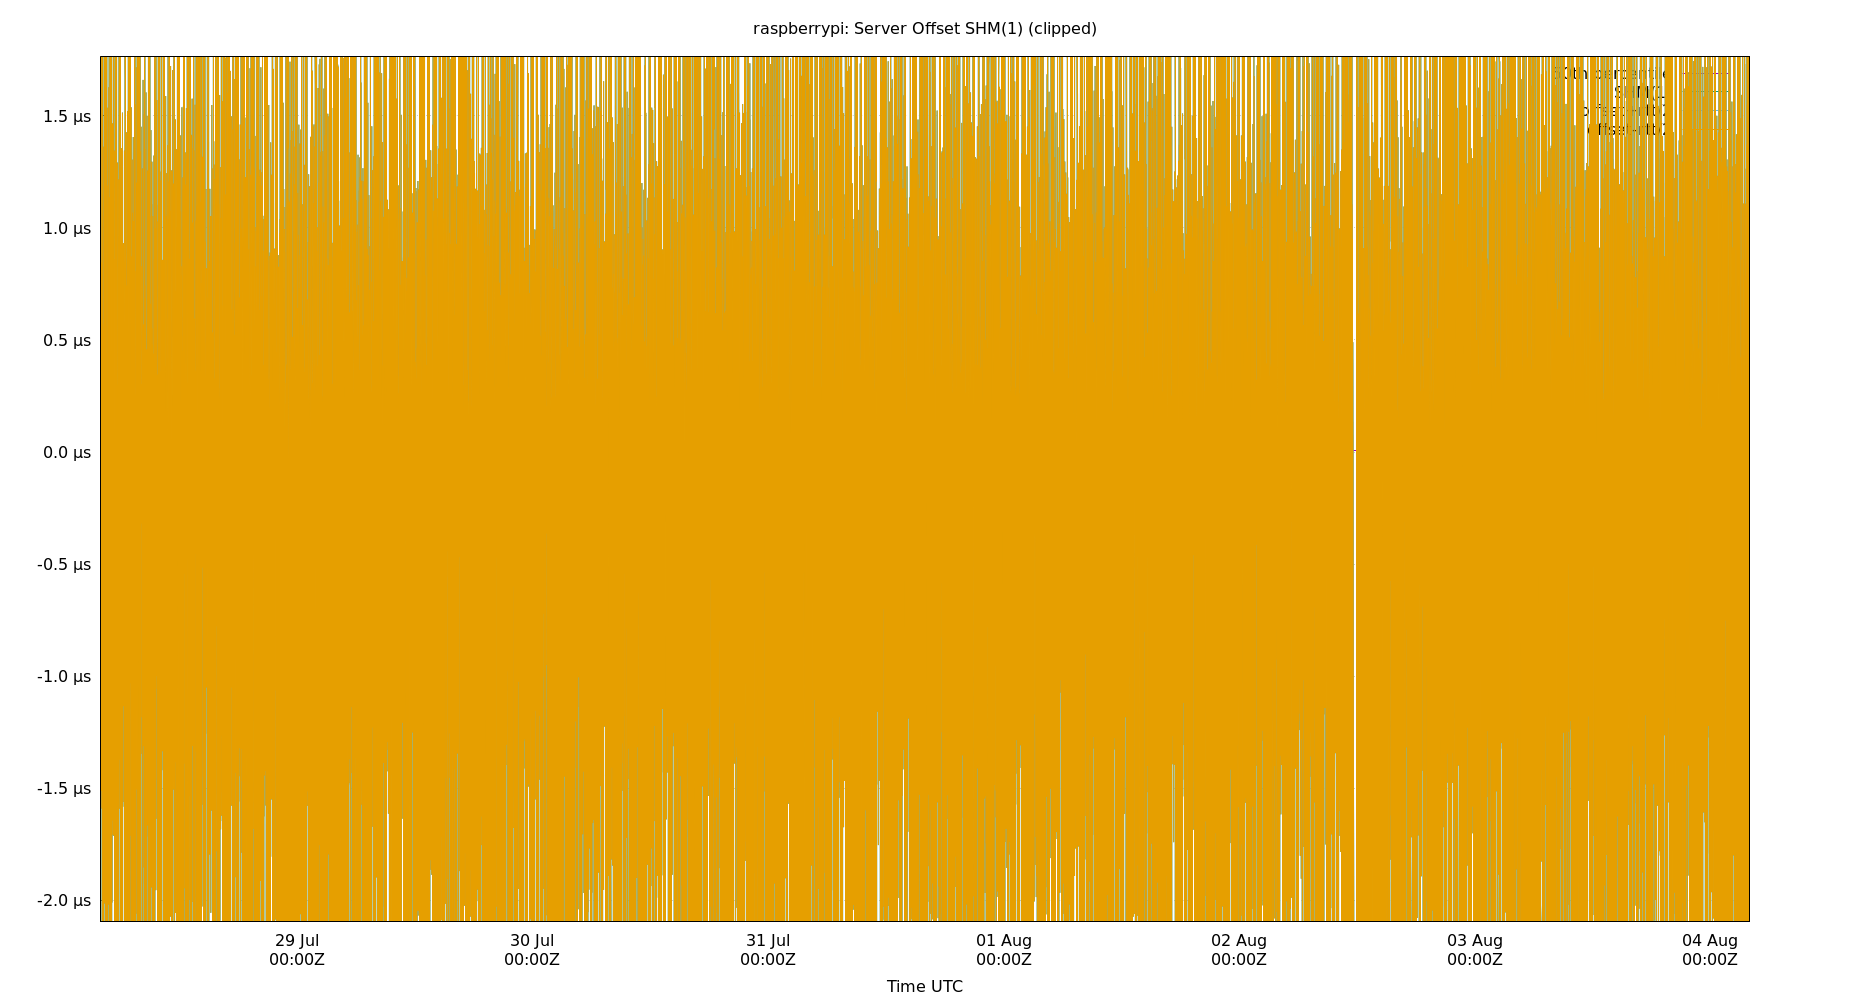 raspberrypi: Server Offset SHM(1) (clipped)
1.5 µs
1.0 µs
0.5 µs
0.0 µs
-0.5 µs
-1.0 µs
-1.5 µs
-2.0 µs
29 Jul 30 Jul 31 Jul 01 Aug 02 Aug 03 Aug 04 Aug
00:00Z 00:00Z 00:00Z 00:00Z 00:00Z 00:00Z 00:00Z
Time UTC